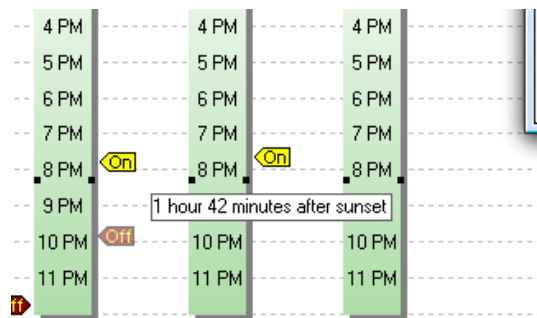 4 PM 4 PM 4 PM
5 PM 5 PM 5 PM
6 PM 6 PM 6 PM
7 PM 7 PM 7 PM
On On
8 PM 8 PM 8 PM
9 PM 1 hour 42 minutes after sunset
Off
10 PM 10 PM 10 PM
11 PM 11 PM 11 PM
ff